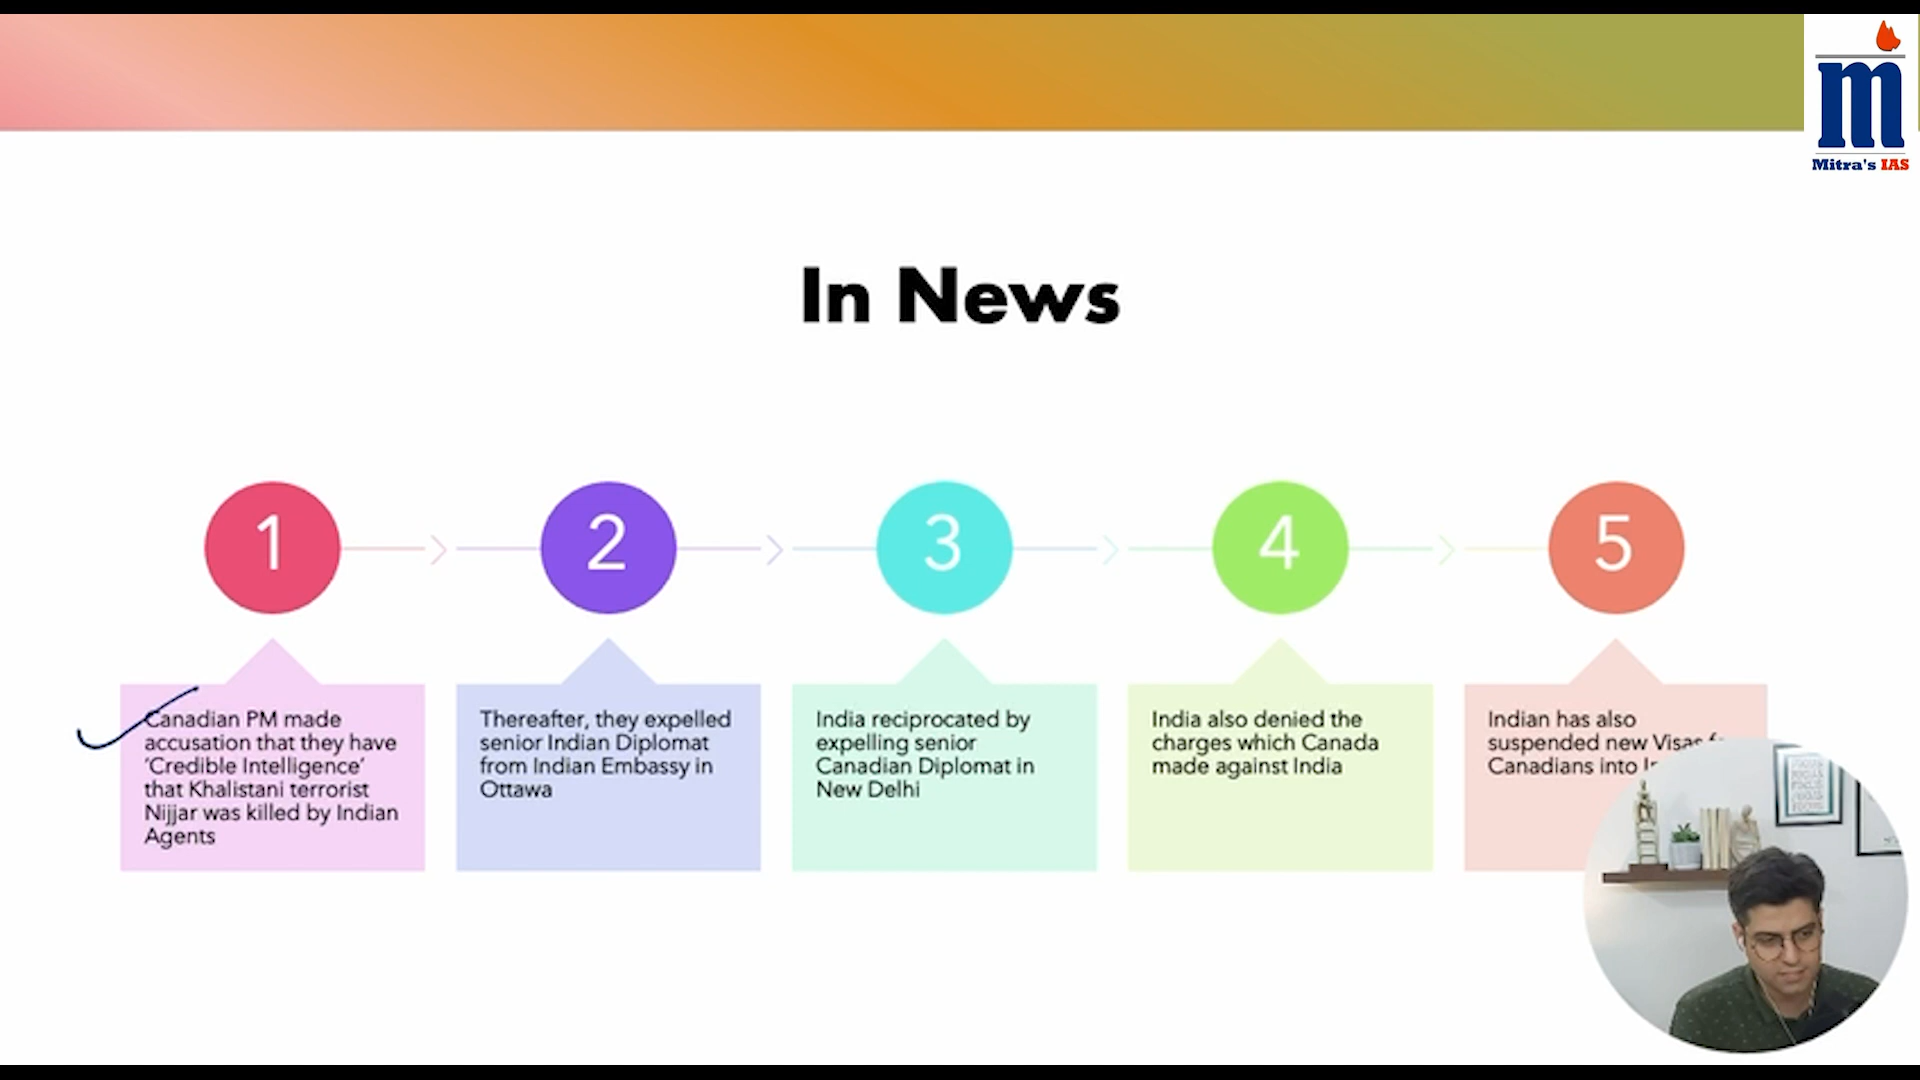 m
Mitra's IAS
In News
1
2
3
4
5
Canadian PM made
accusation that they have
‘Credible Intelligence’
that Khalistani terrorist
Nijjar was killed by Indian
Agents
Thereafter, they expelled
senior Indian Diplomat
from Indian Embassy in
Ottawa
India reciprocated by
expelling senior
Canadian Diplomat in
New Delhi
India also denied the
charges which Canada
made against India
Indian has also
suspended new Visas
Canadians into